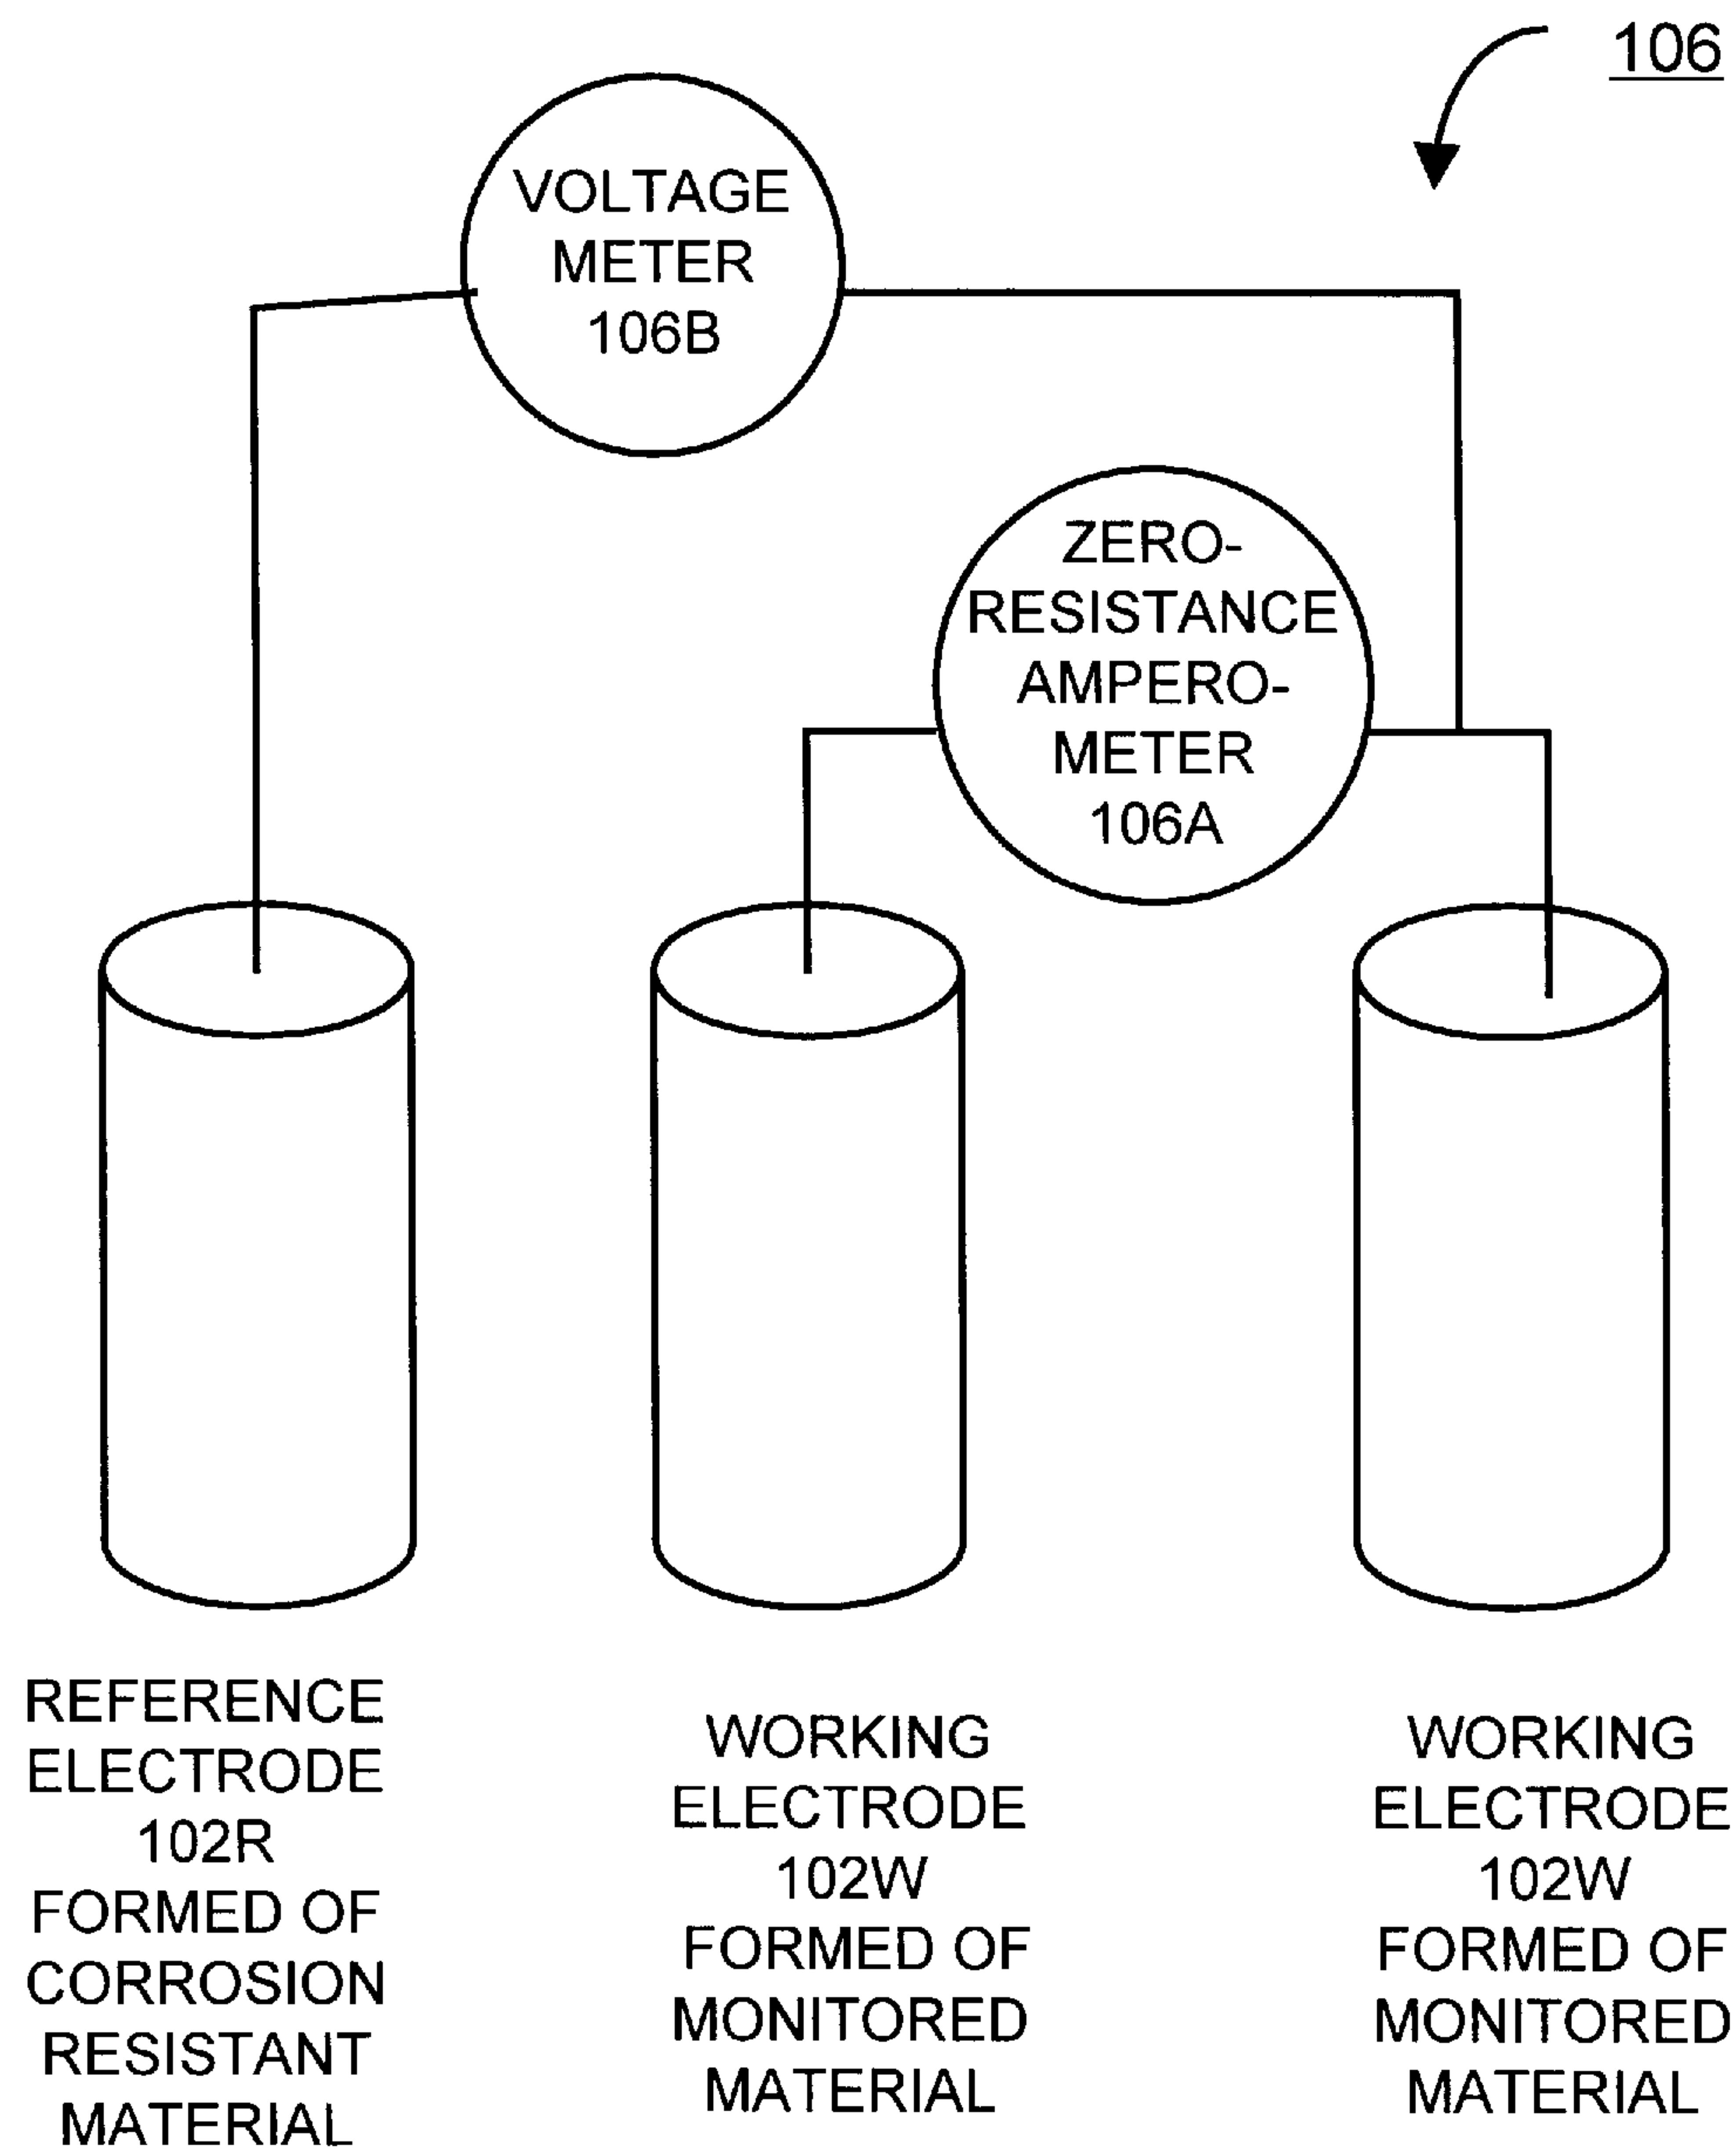 106
VOLTAGE
METER
106B
ZERO-
RESISTANCE
AMPERO-
METER
106A
REFERENCE
ELECTRODE
102R
FORMED OF
CORROSION
RESISTANT
MATERIAL
WORKING
ELECTRODE
102W
FORMED OF
MONITORED
MATERIAL
WORKING
ELECTRODE
102W
FORMED OF
MONITORED
MATERIAL